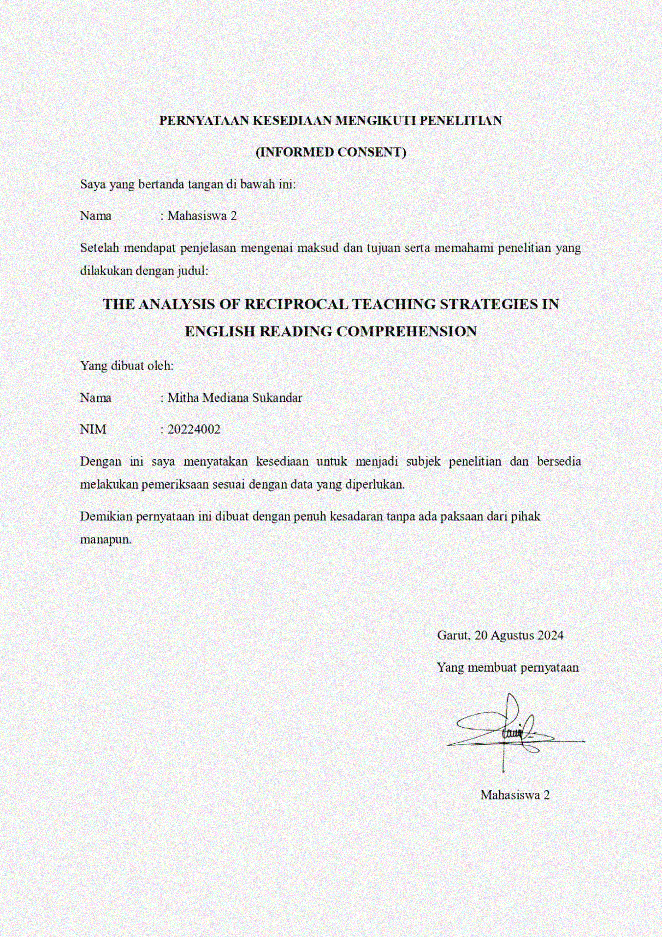 PERNYATAAN KESEDIAAN MENGIKUTI PENELITIAN
(INFORMED CONSENT)
Saya yang bertanda tangan di bawah ini:
Nama : Mahasiswa 2
Setelah mendapat penjelasan mengenai maksud dan tujuan serta memahami penelitian yang
dilakukan dengan judul:
THE ANALYSIS OF RECIPROCAL TEACHING STRATEGIES IN
ENGLISH READING COMPREHENSION
Yang dibuat oleh:
Nama : Mitha Mediana Sukandar
NIM : 20224002
Dengan ini saya menyatakan kesediaan untuk menjadi subjek penelitian dan bersedia
melakukan pemeriksaan sesuai dengan data yang diperlukan.
Demikian pernyataan ini dibuat dengan penuh kesadaran tanpa ada paksaan dari pihak
manapun.
Garut, 20 Agustus 2024
Yang membuat pernyataan
Mahasiswa 2